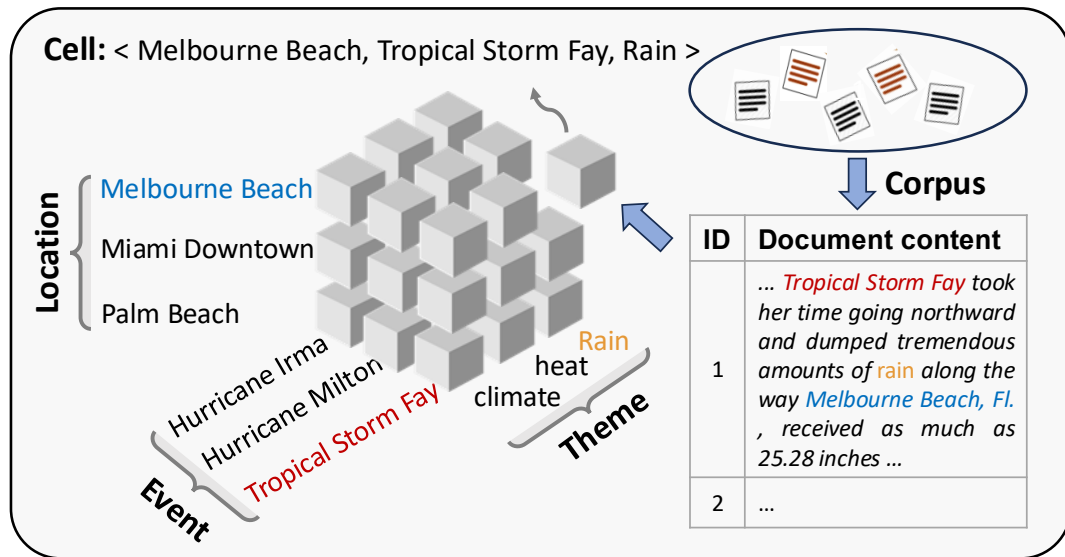 Cell: < Melbourne Beach, Tropical Storm Fay, Rain >
Corpus
Location
Melbourne Beach
Miami Downtown
Palm Beach
Hurricane Irma
Hurricane Milton
Tropical Storm Fay
Event
Rain
heat
climate
Theme
ID Document content
1
... Tropical Storm Fay took
her time going northward
and dumped tremendous
amounts of rain along the
way Melbourne Beach, Fl.
, received as much as
25.28 inches ...
2 ...